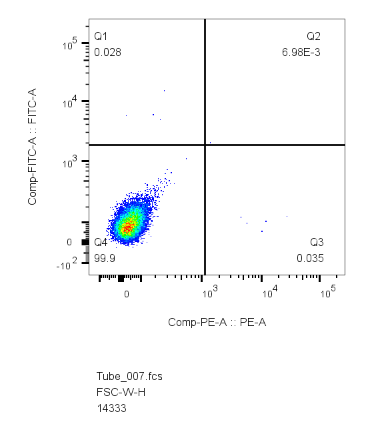 Q1
0.028
Q2
6.98E-3
10^5
10^4
10^3
0
-10^2
Comp-FITC-A :: FITC-A
Q4
99.9
Q3
0.035
0
10^3
10^4
10^5
Comp-PE-A :: PE-A
Tube_007.fcs
FSC-W-H
14333